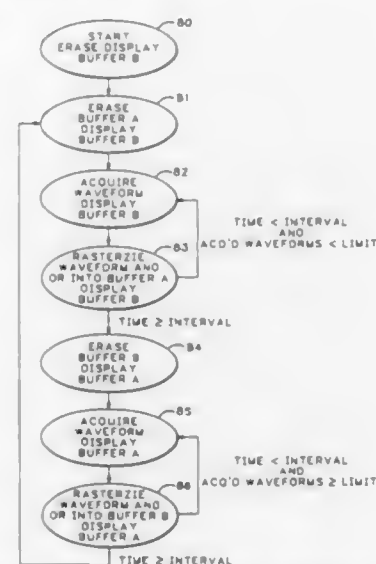 80
START
ERASE DISPLAY
BUFFER B
81
ERASE
BUFFER A
DISPLAY
BUFFER B
82
ACQUIRE
WAVEFORM
DISPLAY
BUFFER B
TIME < INTERVAL
AND
ACQ'D WAVEFORMS < LIMIT
83
RASTERZIE
WAVEFORM AND
OR INTO BUFFER A
DISPLAY
BUFFER B
TIME ≥ INTERVAL
84
ERASE
BUFFER B
DISPLAY
BUFFER A
85
ACQUIRE
WAVEFORM
DISPLAY
BUFFER A
TIME < INTERVAL
AND
ACQ'D WAVEFORMS ≥ LIMIT
86
RASTERZIE
WAVEFORM AND
OR INTO BUFFER B
DISPLAY
BUFFER A
TIME ≥ INTERVAL